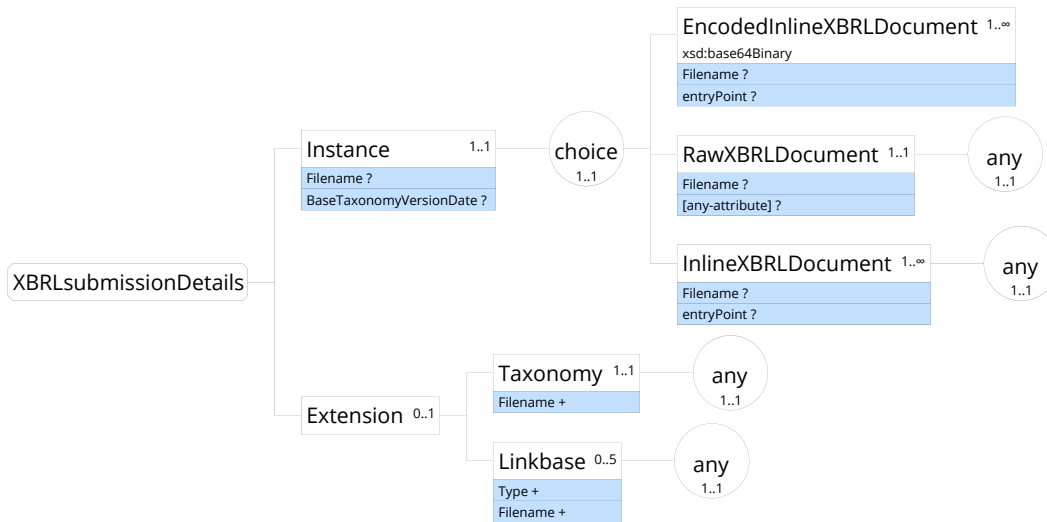 EncodedInlineXBRLDocument 1..∞
xsd:base64Binary
Filename ?
entryPoint ?
Instance 1..1
Filename ?
BaseTaxonomyVersionDate ?
choice
1..1
RawXBRLDocument 1..1
Filename ?
[any-attribute] ?
any
1..1
InlineXBRLDocument 1..∞
Filename ?
entryPoint ?
any
1..1
XBRLsubmissionDetails
Extension 0..1
Taxonomy 1..1
Filename +
any
1..1
Linkbase 0..5
Type +
Filename +
any
1..1